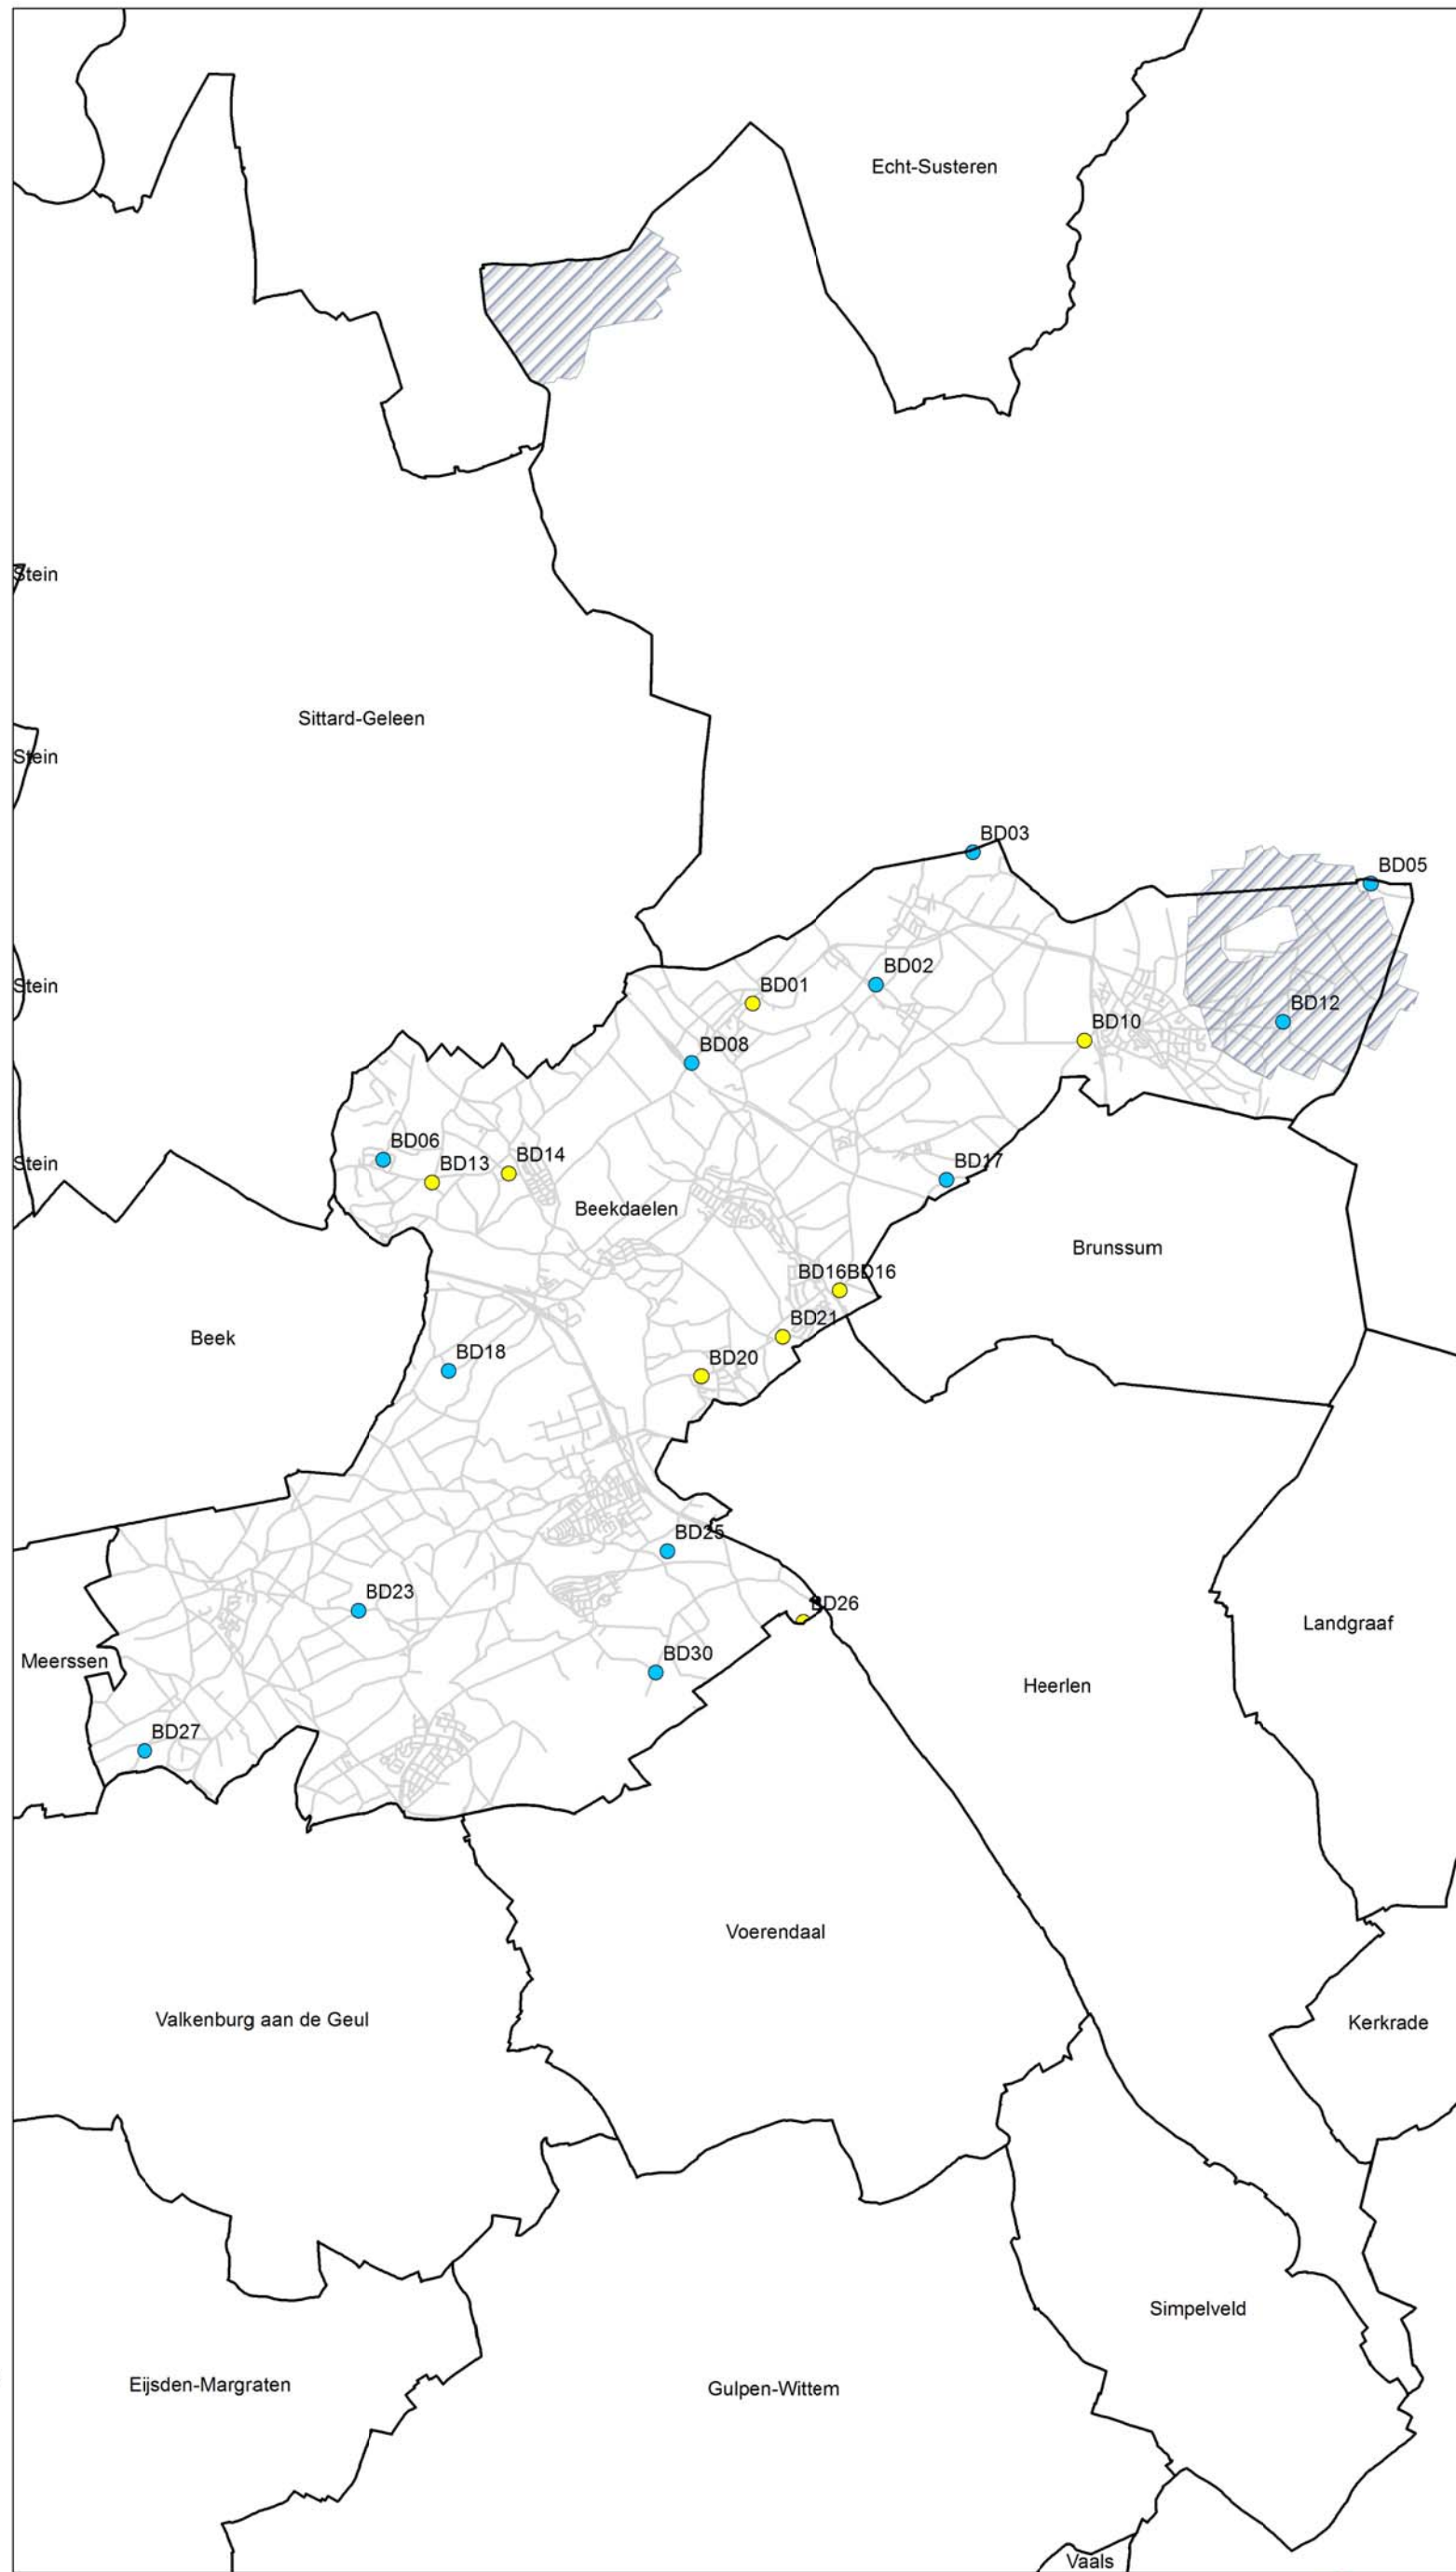 Echt-Susteren
Stein
Sittard-Geleen
Stein
BD03
BD05
BD02
BD01
Stein
BD12
BD10
BD08
BD06
BD14
BD13
BD17
Stein
Beekdaelen
Brunssum
BD16BD16
BD21
Beek
BD18
BD20
BD25
BD23
BD26
Landgraaf
BD30
Meerssen
Heerlen
BD27
Voerendaal
Valkenburg aan de Geul
Kerkrade
Simpelveld
Eijsden-Margraten
Gulpen-Wittem
Vaals